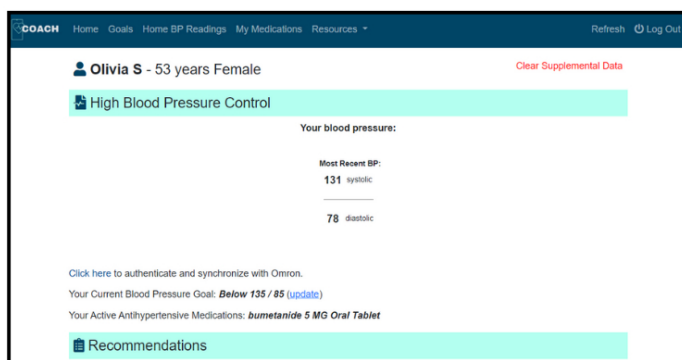 COACH Home Goals Home BP Readings My Medications Resources Refresh Log Out
Olivia S - 53 years Female Clear Supplemental Data
High Blood Pressure Control
Your blood pressure:
Most Recent BP:
131 systolic
78 diastolic
Click here to authenticate and synchronize with Omron.
Your Current Blood Pressure Goal: Below 135 / 85 (update)
Your Active Antihypertensive Medications: bumetanide 5 MG Oral Tablet
Recommendations